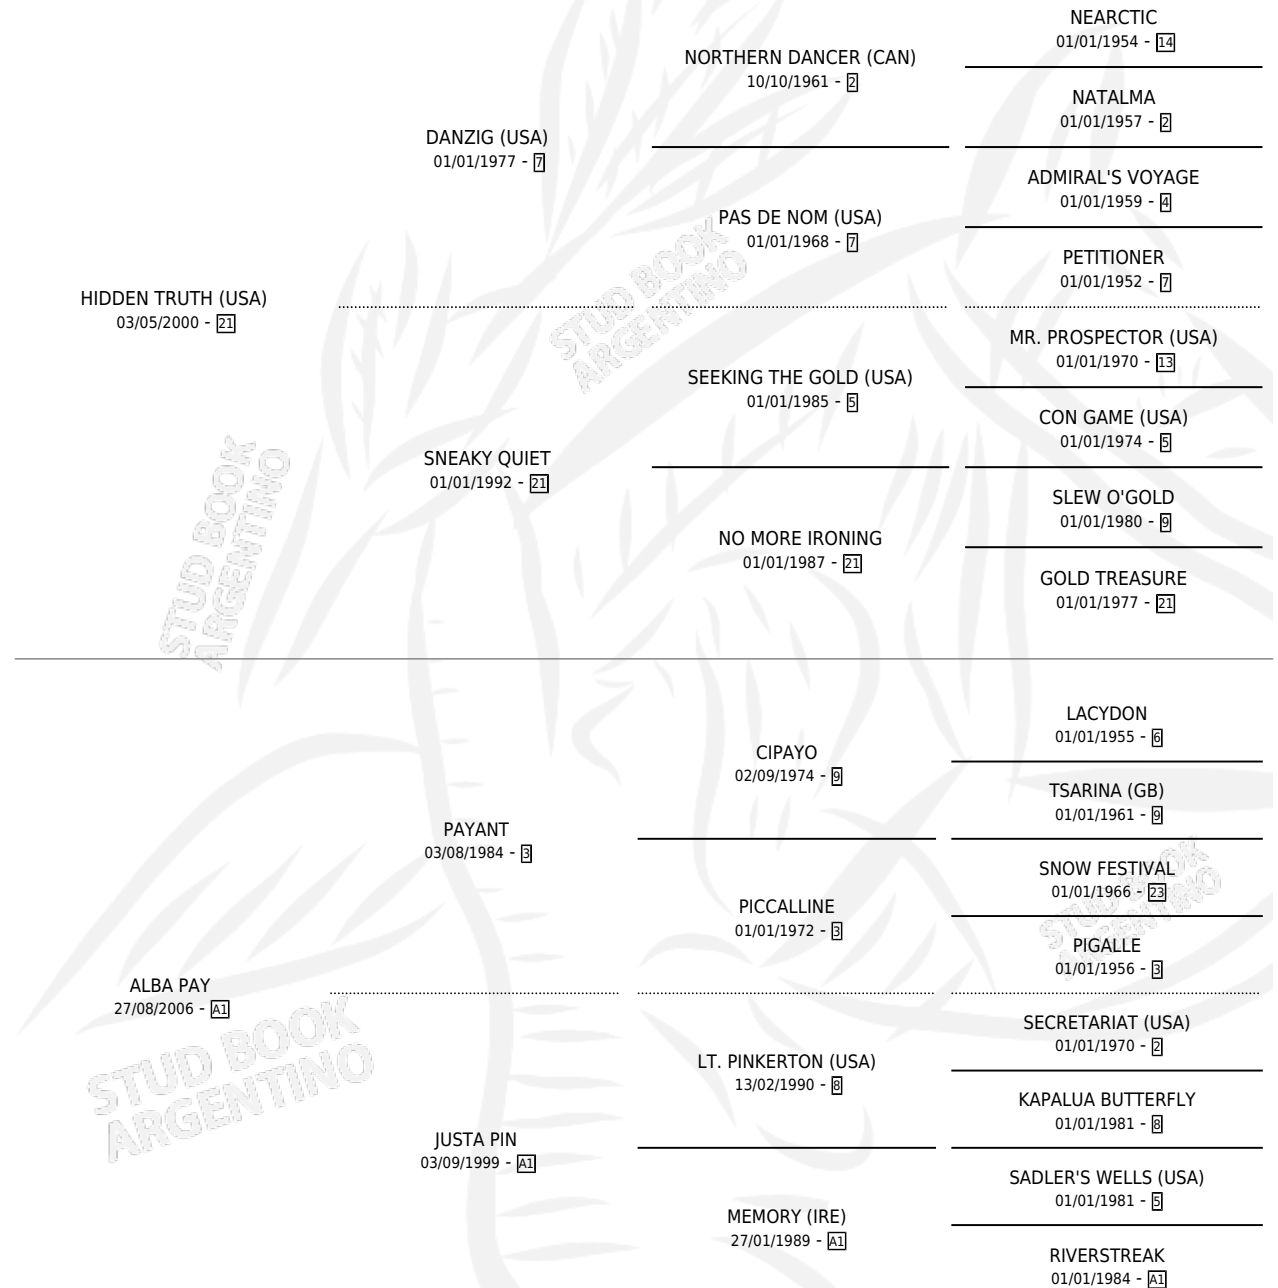 NEARCTIC
01/01/1954 - 14
NORTHERN DANCER (CAN)
10/10/1961 - 2
NATALMA
01/01/1957 - 2
DANZIG (USA)
01/01/1977 - 7
ADMIRAL'S VOYAGE
01/01/1959 - 4
PAS DE NOM (USA)
01/01/1968 - 7
PETITIONER
01/01/1952 - 7
HIDDEN TRUTH (USA)
03/05/2000 - 21
STUD BOOK
ARGENTINO
MR. PROSPECTOR (USA)
01/01/1970 - 13
SEEKING THE GOLD (USA)
01/01/1985 - 5
CON GAME (USA)
01/01/1974 - 5
SNEAKY QUIET
01/01/1992 - 21
SLEW O'GOLD
01/01/1980 - 9
NO MORE IRONING
01/01/1987 - 21
GOLD TREASURE
01/01/1977 - 21
STUD BOOK
ARGENTINO
LACYDON
01/01/1955 - 6
CIPAYO
02/09/1974 - 9
TSARINA (GB)
01/01/1961 - 9
PAYANT
03/08/1984 - 3
SNOW FESTIVAL
01/01/1966 - 23
PICCALLINE
01/01/1972 - 3
PIGALLE
01/01/1956 - 3
STUD BOOK
ARGENTINO
ALBA PAY
27/08/2006 - A1
SECRETARIAT (USA)
01/01/1970 - 2
LT. PINKERTON (USA)
13/02/1990 - 8
KAPALUA BUTTERFLY
01/01/1981 - 8
STUD BOOK
ARGENTINO
JUSTA PIN
03/09/1999 - A1
SADLER'S WELLS (USA)
01/01/1981 - 5
MEMORY (IRE)
27/01/1989 - A1
RIVERSTREAK
01/01/1984 - A1